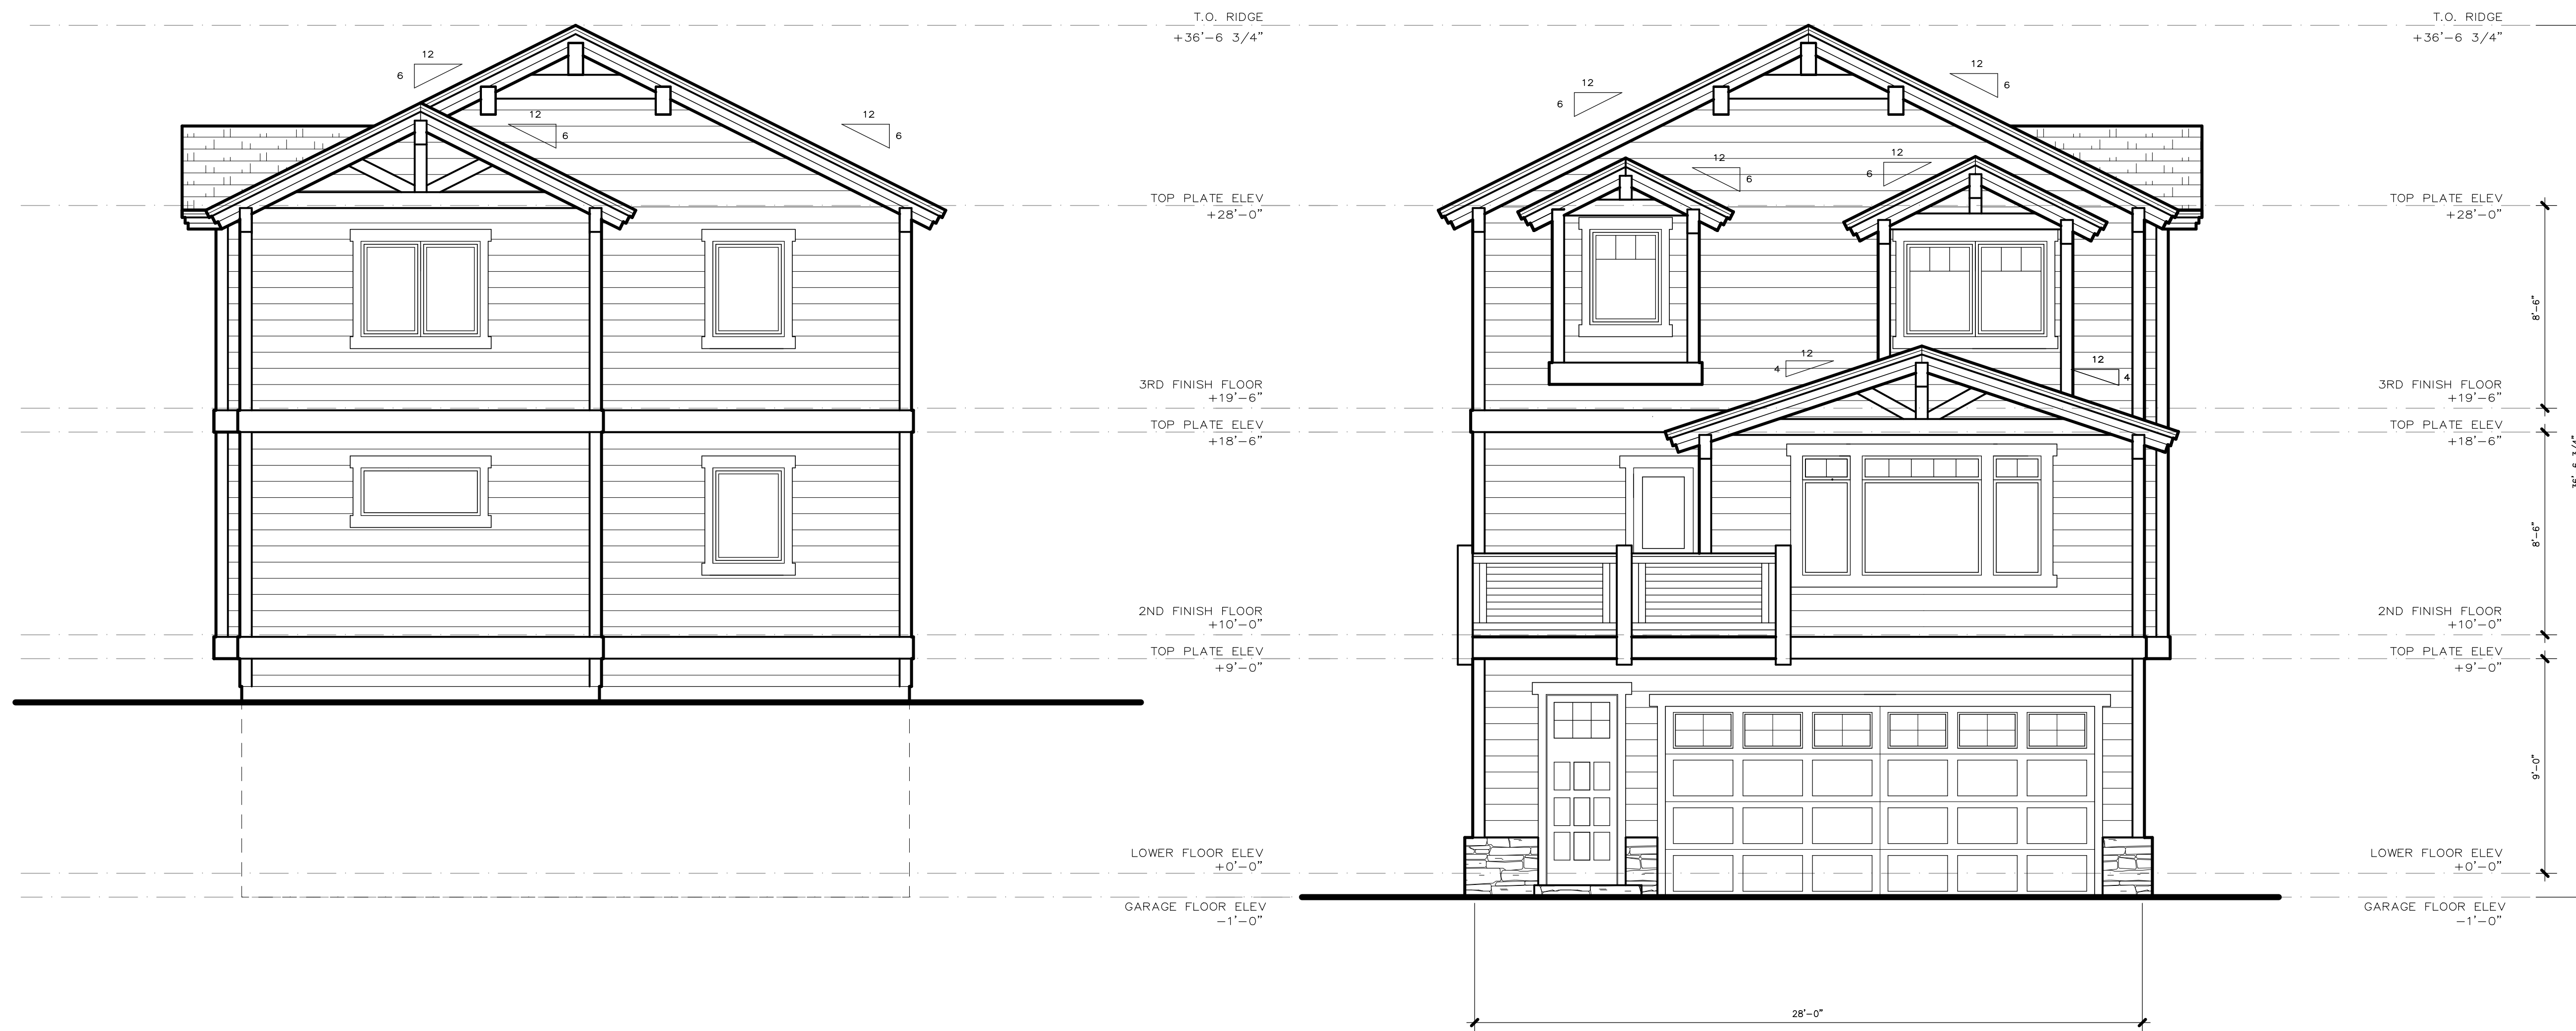 T.O. RIDGE
+36'-6 3/4"
12
6
12
6
12
6
TOP PLATE ELEV
+28'-0"
3RD FINISH FLOOR
+19'-6"
TOP PLATE ELEV
+18'-6"
2ND FINISH FLOOR
+10'-0"
TOP PLATE ELEV
+9'-0"
LOWER FLOOR ELEV
+0'-0"
GARAGE FLOOR ELEV
-1'-0"
T.O. RIDGE
+36'-6 3/4"
12
6
12
6
12
6
12
6
TOP PLATE ELEV
+28'-0"
8'-6"
12
4
12
4
3RD FINISH FLOOR
+19'-6"
TOP PLATE ELEV
+18'-6"
36'-6 3/4"
8'-6"
2ND FINISH FLOOR
+10'-0"
TOP PLATE ELEV
+9'-0"
9'-0"
LOWER FLOOR ELEV
+0'-0"
GARAGE FLOOR ELEV
-1'-0"
28'-0"